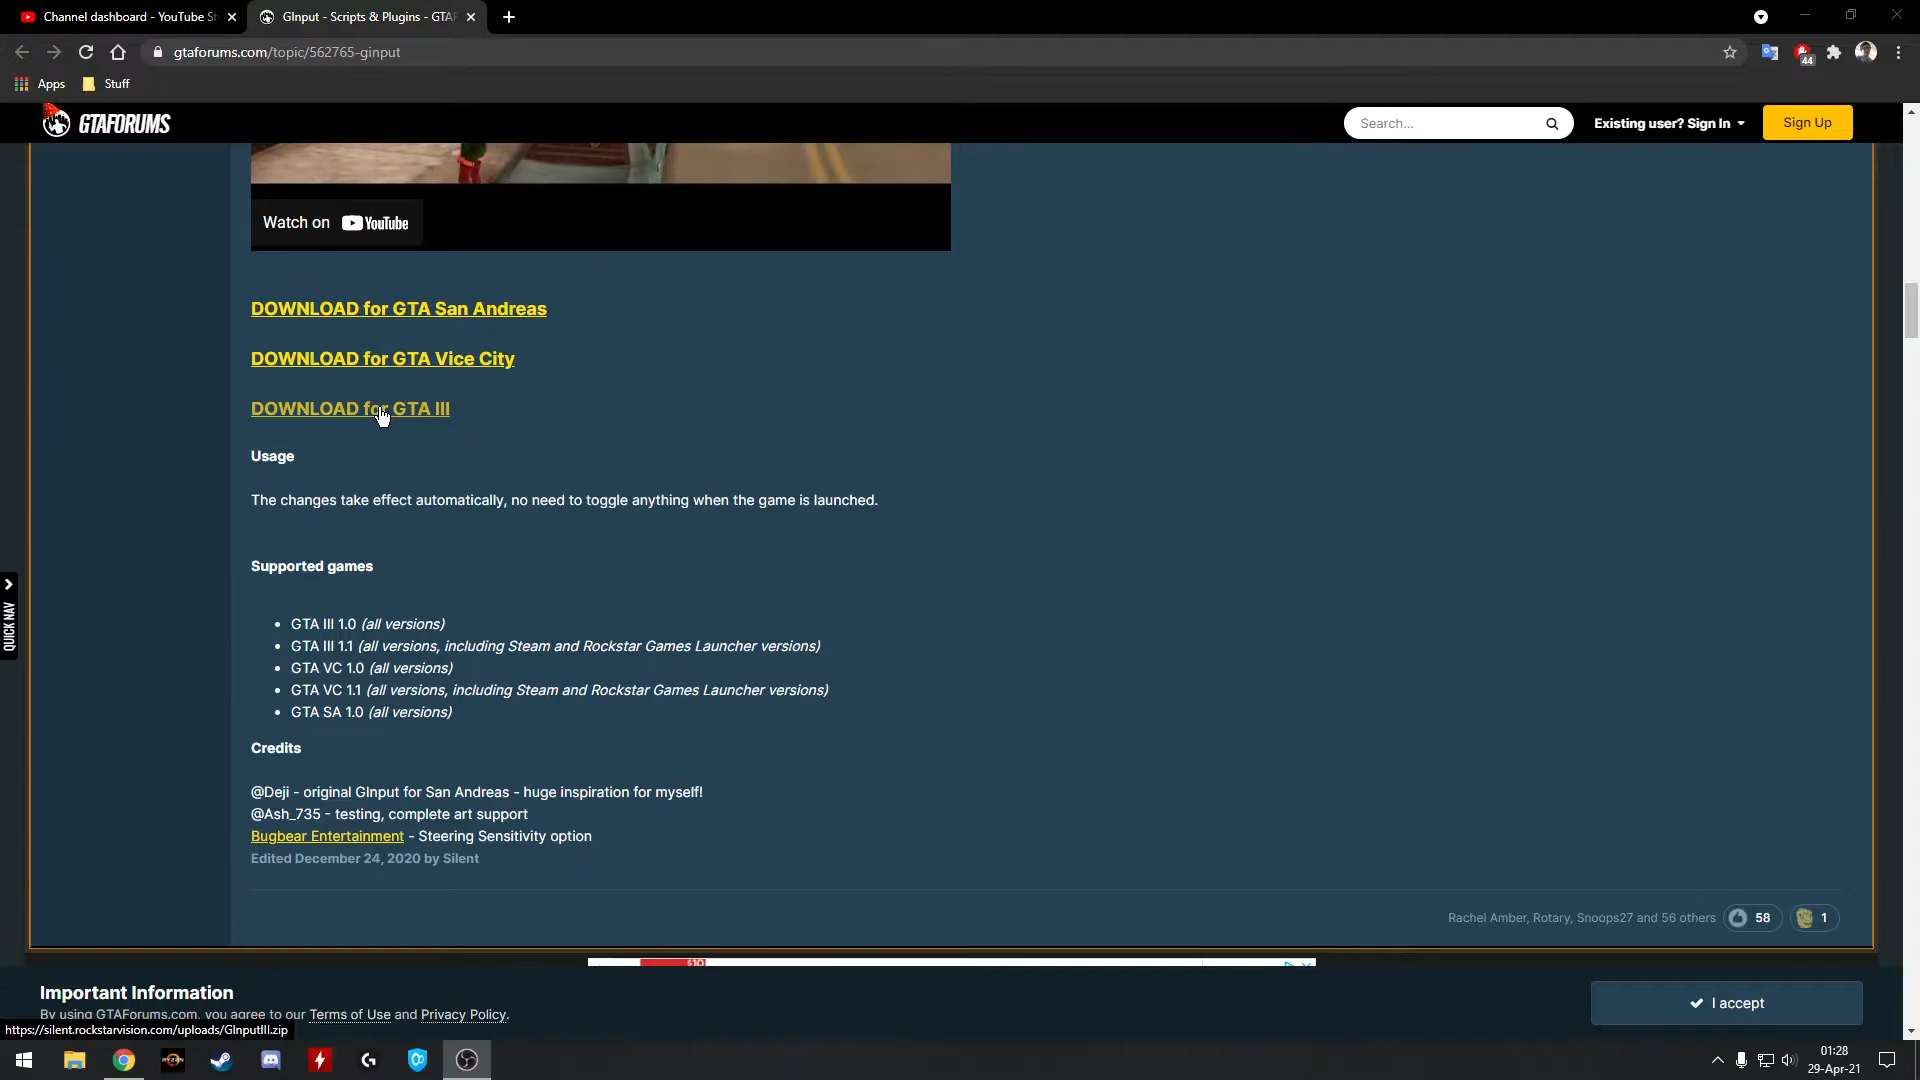 Channel dashboard - YouTube St
GInput - Scripts & Plugins - GTAF
gtaforums.com/topic/562765-ginput
44
Apps
Stuff
GTAFORUMS
Search...
Existing user? Sign In
Sign Up
Watch on YouTube
DOWNLOAD for GTA San Andreas
DOWNLOAD for GTA Vice City
DOWNLOAD for GTA III
Usage
The changes take effect automatically, no need to toggle anything when the game is launched.
Supported games
• GTA III 1.0 (all versions)
• GTA III 1.1 (all versions, including Steam and Rockstar Games Launcher versions)
• GTA VC 1.0 (all versions)
• GTA VC 1.1 (all versions, including Steam and Rockstar Games Launcher versions)
• GTA SA 1.0 (all versions)
QUICK NAV
Credits
@Deji - original GInput for San Andreas - huge inspiration for myself!
@Ash_735 - testing, complete art support
Bugbear Entertainment - Steering Sensitivity option
Edited December 24, 2020 by Silent
Rachel Amber, Rotary, Snoops27 and 56 others
58
1
$10
Important Information
By using GTAForums.com, you agree to our Terms of Use and Privacy Policy.
I accept
https://silent.rockstarvision.com/uploads/GInputIII.zip
RYZEN
01:28
29-Apr-21